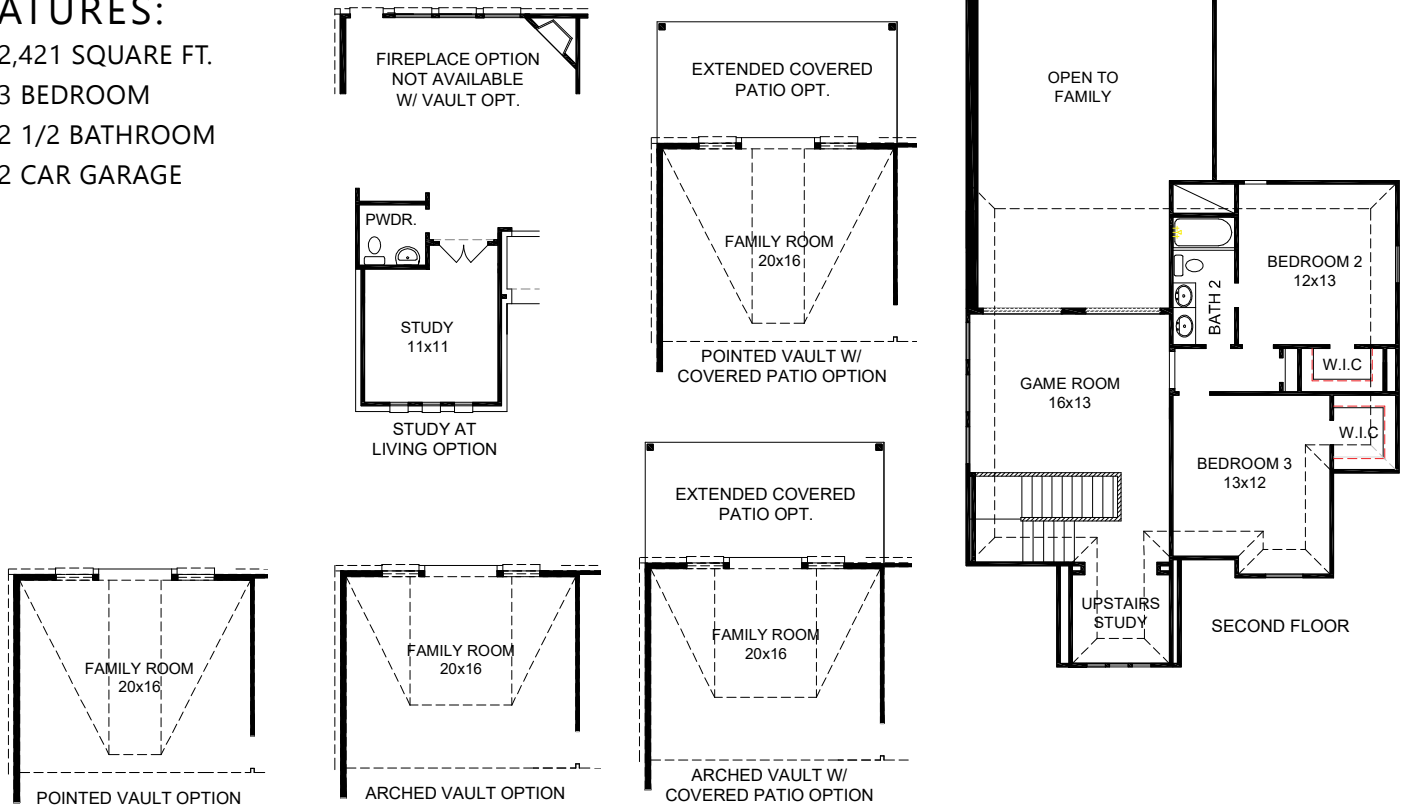 ATURES:
2,421 SQUARE FT.
3 BEDROOM
2 1/2 BATHROOM
2 CAR GARAGE
FIREPLACE OPTION
NOT AVAILABLE
W/ VAULT OPT.
PWDR.
STUDY
11x11
STUDY AT
LIVING OPTION
EXTENDED COVERED
PATIO OPT.
FAMILY ROOM
20x16
POINTED VAULT W/
COVERED PATIO OPTION
OPEN TO
FAMILY
BEDROOM 2
12x13
BATH 2
W.I.C
GAME ROOM
16x13
W.I.C
BEDROOM 3
13x12
UPSTAIRS
STUDY
SECOND FLOOR
FAMILY ROOM
20x16
POINTED VAULT OPTION
FAMILY ROOM
20x16
ARCHED VAULT OPTION
EXTENDED COVERED
PATIO OPT.
FAMILY ROOM
20x16
ARCHED VAULT W/
COVERED PATIO OPTION